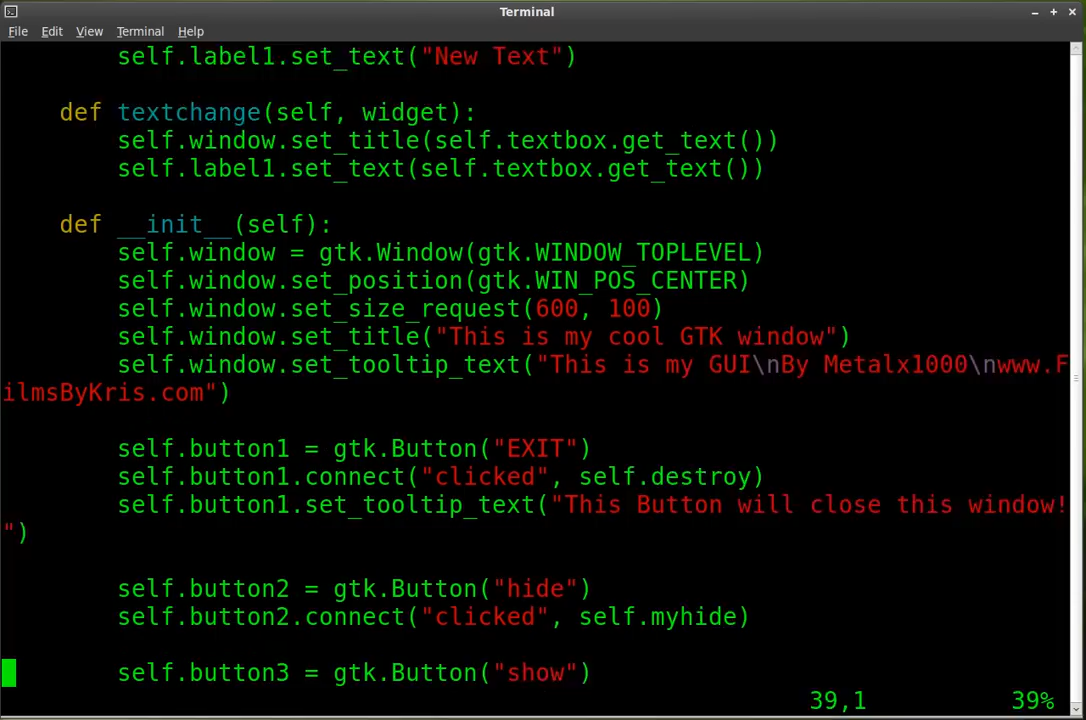 Terminal
File Edit View Terminal Help
        self.label1.set_text("New Text")

    def textchange(self, widget):
        self.window.set_title(self.textbox.get_text())
        self.label1.set_text(self.textbox.get_text())

    def __init__(self):
        self.window = gtk.Window(gtk.WINDOW_TOPLEVEL)
        self.window.set_position(gtk.WIN_POS_CENTER)
        self.window.set_size_request(600, 100)
        self.window.set_title("This is my cool GTK window")
        self.window.set_tooltip_text("This is my GUI\nBy Metalx1000\nwww.F
ilmsByKris.com")

        self.button1 = gtk.Button("EXIT")
        self.button1.connect("clicked", self.destroy)
        self.button1.set_tooltip_text("This Button will close this window!
")

        self.button2 = gtk.Button("hide")
        self.button2.connect("clicked", self.myhide)

        self.button3 = gtk.Button("show")
39,1 39%